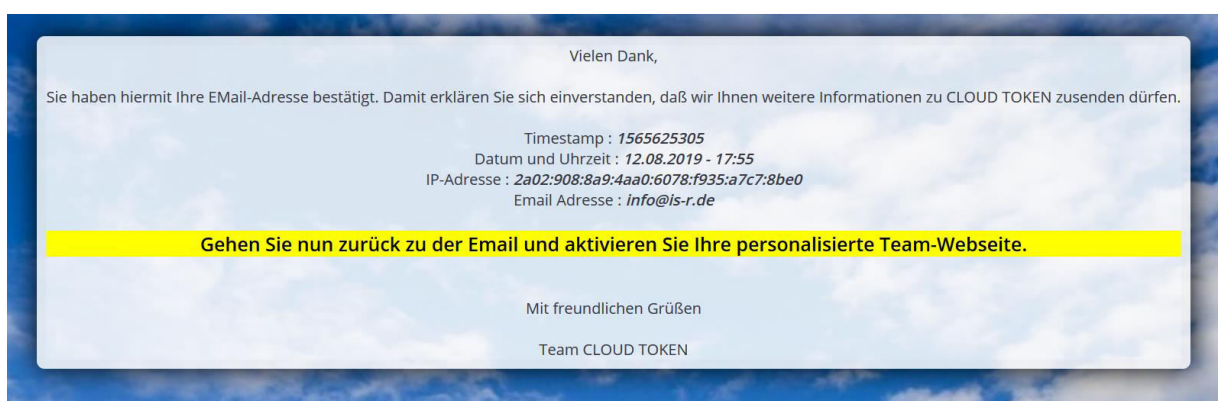 Vielen Dank,
Sie haben hiermit Ihre EMail-Adresse bestätigt. Damit erklären Sie sich einverstanden, daß wir Ihnen weitere Informationen zu CLOUD TOKEN zusenden dürfen.
Timestamp : 1565625305
Datum und Uhrzeit : 12.08.2019 - 17:55
IP-Adresse : 2a02:908:8a9:4aa0:6078:f935:a7c7:8be0
Email Adresse : info@is-r.de
Gehen Sie nun zurück zu der Email und aktivieren Sie Ihre personalisierte Team-Webseite.
Mit freundlichen Grüßen
Team CLOUD TOKEN